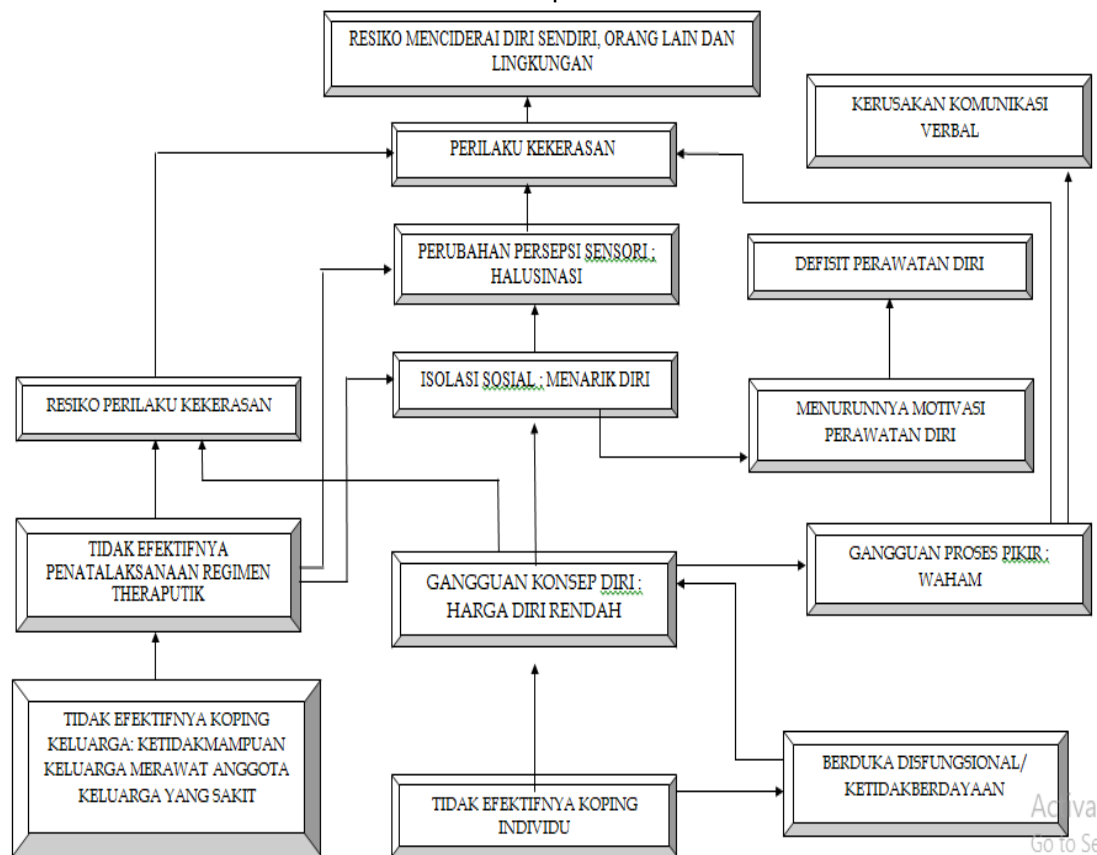 RESIKO MENCIDERAI DIRI SENDIRI, ORANG LAIN DAN
LINGKUNGAN
KERUSAKAN KOMUNIKASI
VERBAL
PERILAKU KEKERASAN
PERUBAHAN PERSEPSI SENSORI ;
HALUSINASI
DEFISIT PERAWATAN DIRI
ISOLASI SOSIAL ; MENARIK DIRI
RESIKO PERILAKU KEKERASAN
MENURUNNYA MOTIVASI
PERAWATAN DIRI
TIDAK EFEKTIFNYA
PENATALAKSANAAN REGIMEN
THERAPUTIK
GANGGUAN KONSEP DIRI :
HARGA DIRI RENDAH
GANGGUAN PROSES PIKIR ;
WAHAM
TIDAK EFEKTIFNYA KOPING
KELUARGA: KETIDAKMAMPUAN
KELUARGA MERAWAT ANGGOTA
KELUARGA YANG SAKIT
BERDUKA DISFUNGSIONAL/
KETIDAKBERDAYAAN
TIDAK EFEKTIFNYA KOPING
INDIVIDU
Go to